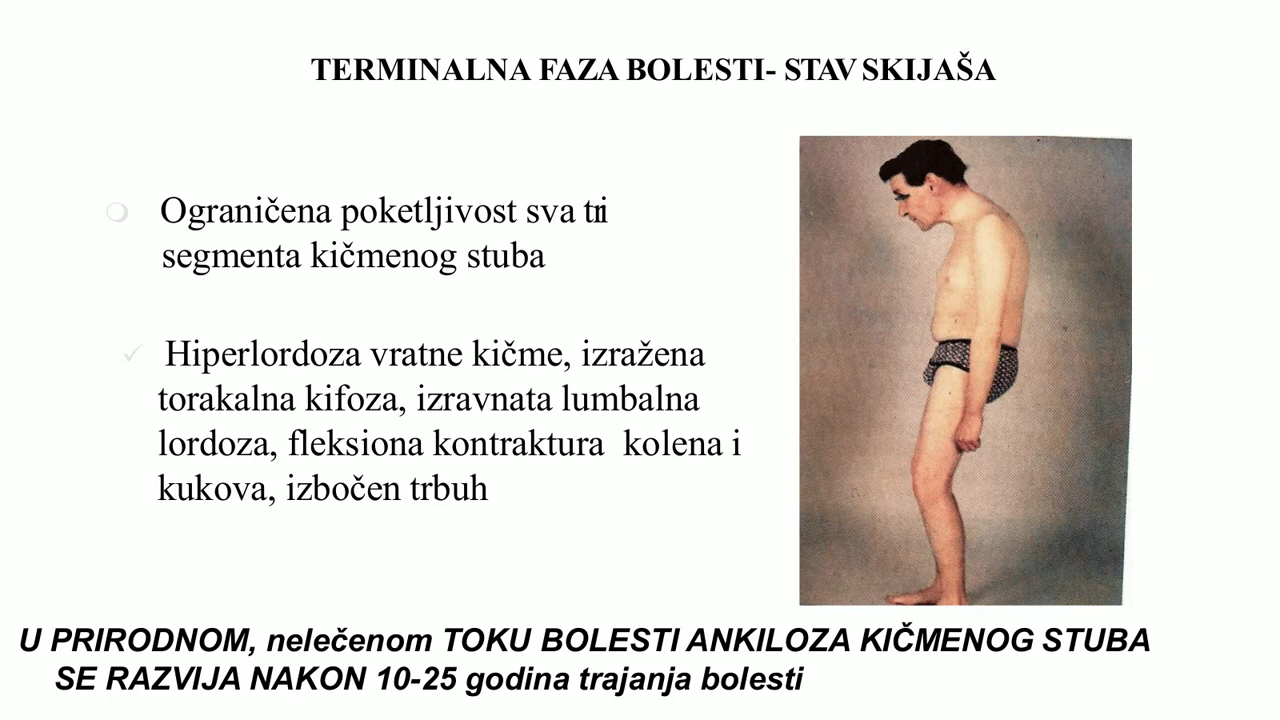 TERMINALNA FAZA BOLESTI- STAV SKIJAŠA
Ograničena poketljivost sva tri
segmenta kičmenog stuba
Hiperlordoza vratne kičme, izražena
torakalna kifoza, izravnata lumbalna
lordoza, fleksiona kontraktura kolena i
kukova, izbočen trbuh
U PRIRODNOM, nelečenom TOKU BOLESTI ANKILOZA KIČMENOG STUBA
SE RAZVIJA NAKON 10-25 godina trajanja bolesti